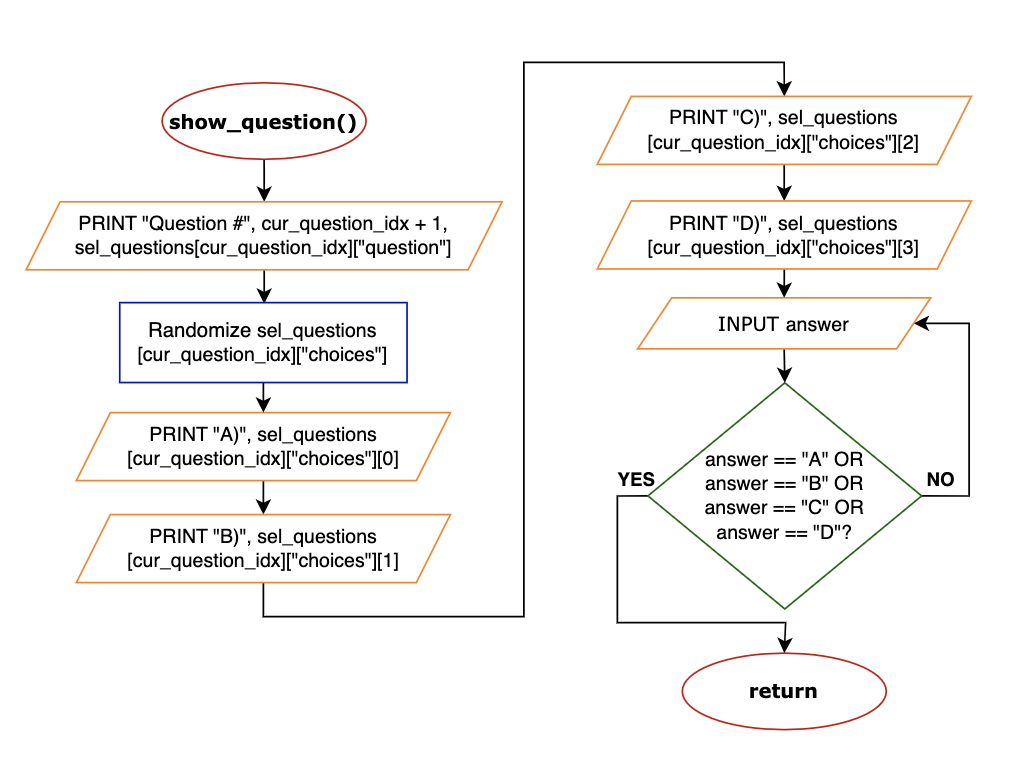 show_question()
PRINT "Question #", cur_question_idx + 1,
sel_questions[cur_question_idx]["question"]
Randomize sel_questions
[cur_question_idx]["choices"]
PRINT "A)", sel_questions
[cur_question_idx]["choices"][0]
PRINT "B)", sel_questions
[cur_question_idx]["choices"][1]
PRINT "C)", sel_questions
[cur_question_idx]["choices"][2]
PRINT "D)", sel_questions
[cur_question_idx]["choices"][3]
INPUT answer
answer == "A" OR
answer == "B" OR
answer == "C" OR
answer == "D"?
YES
NO
return